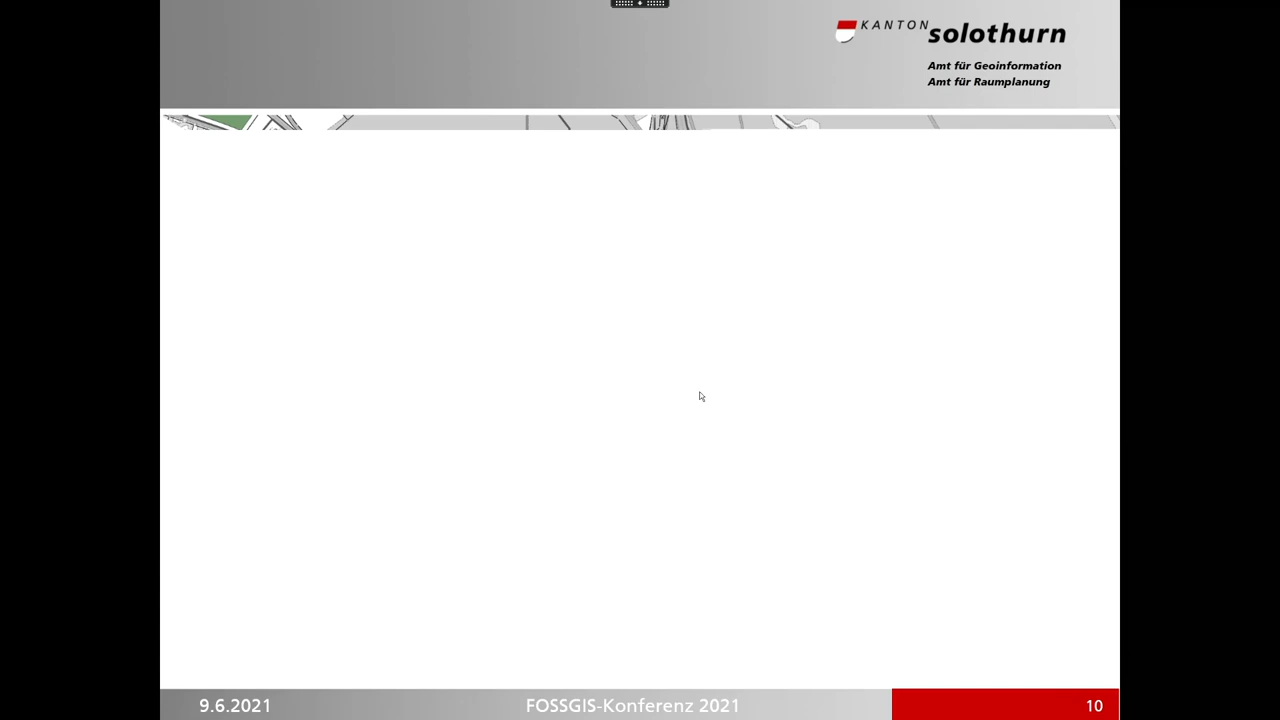 KANTON solothurn
Amt für Geoinformation
Amt für Raumplanung
9.6.2021 FOSSGIS-Konferenz 2021 10